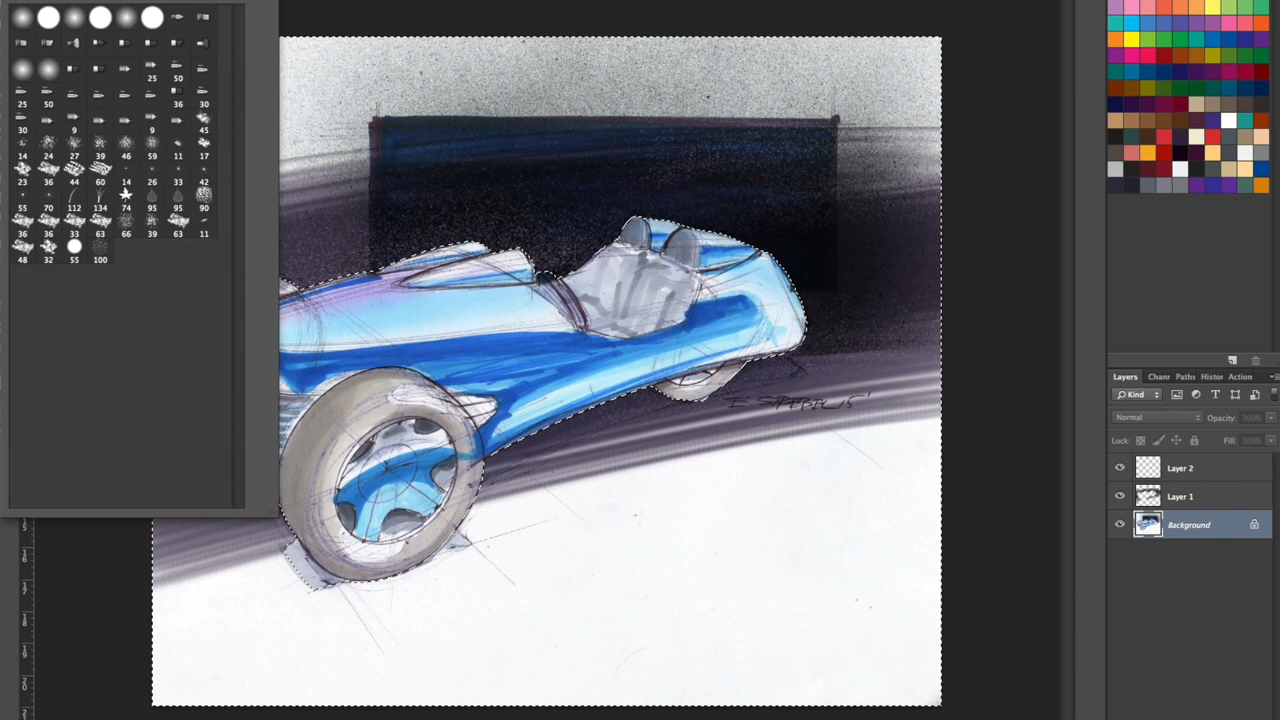 25 50
25 50 36 30
30 9 9 45
14 24 27 39 46 59 11 17
23 36 44 60 14 26 33 42
55 70 112 134 74 95 95 90
36 36 33 63 66 39 63 11
48 32 55 100
Layers Chanr Paths Histor Action
Kind
Normal Opacity: 100%
Lock: Fill: 100%
Layer 2
Layer 1
Background